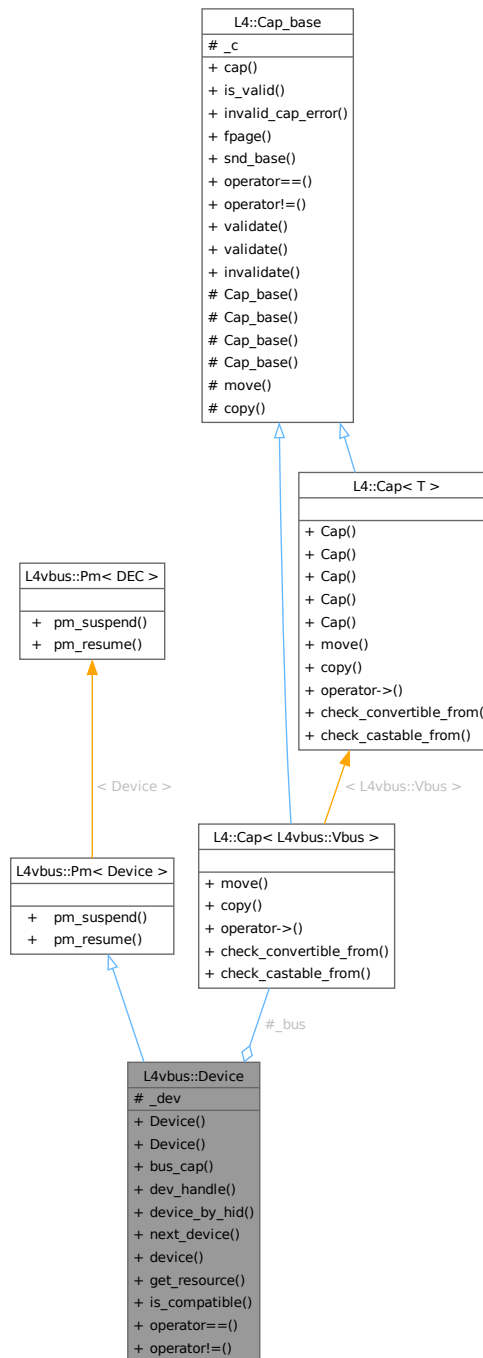 L4::Cap_base
# _c
+ cap()
+ is_valid()
+ invalid_cap_error()
+ fpage()
+ snd_base()
+ operator==()
+ operator!=()
+ validate()
+ validate()
+ invalidate()
# Cap_base()
# Cap_base()
# Cap_base()
# Cap_base()
# move()
# copy()
L4::Cap< T >
+ Cap()
+ Cap()
+ Cap()
+ Cap()
+ Cap()
+ move()
+ copy()
+ operator->()
+ check_convertible_from()
+ check_castable_from()
L4vbus::Pm< DEC >
+ pm_suspend()
+ pm_resume()
< Device >
< L4vbus::Vbus >
L4::Cap< L4vbus::Vbus >
+ move()
+ copy()
+ operator->()
+ check_convertible_from()
+ check_castable_from()
L4vbus::Pm< Device >
+ pm_suspend()
+ pm_resume()
#_bus
L4vbus::Device
# _dev
+ Device()
+ Device()
+ bus_cap()
+ dev_handle()
+ device_by_hid()
+ next_device()
+ device()
+ get_resource()
+ is_compatible()
+ operator==()
+ operator!=()